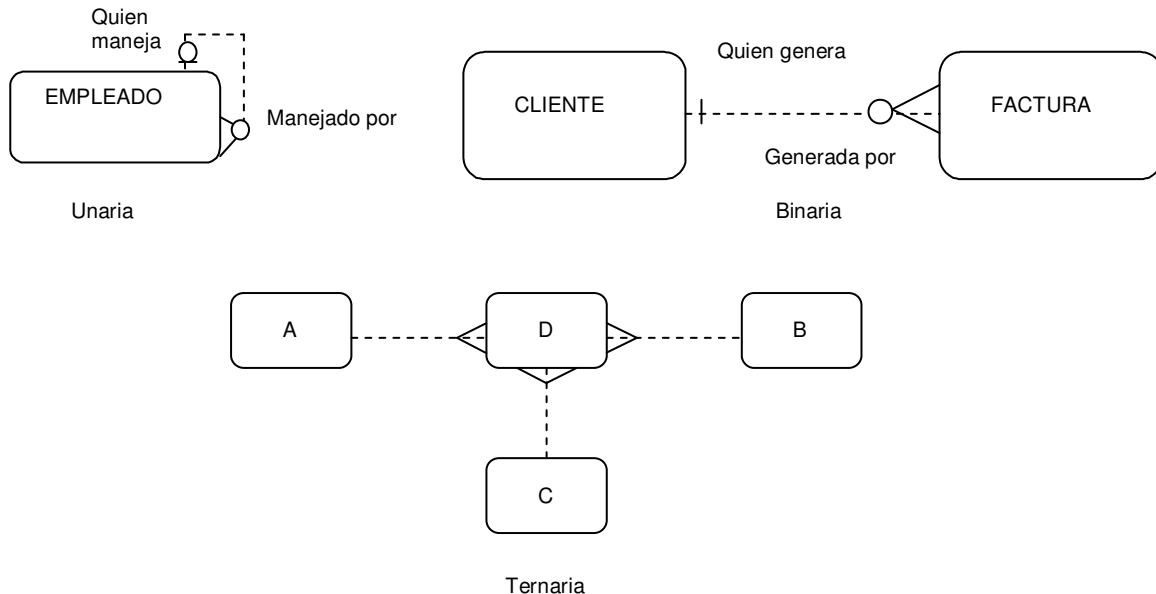 Quien
maneja
EMPLEADO
Manejado por
Unaria
Quien genera
CLIENTE
FACTURA
Generada por
Binaria
A
D
B
C
Ternaria